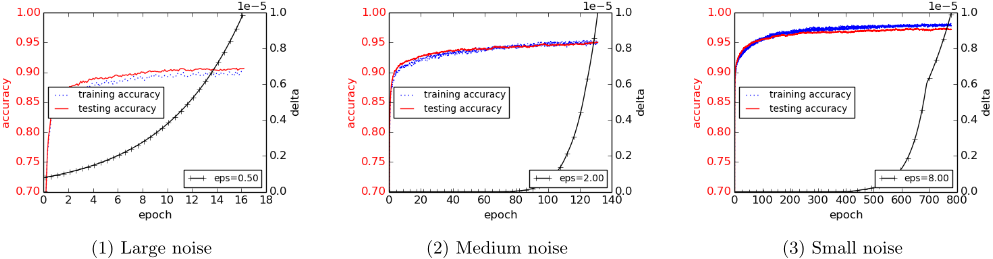 1e−5
1.00
0.95
0.90
0.85
0.80
0.75
0.70
accuracy
training accuracy
testing accuracy
eps=0.50
1.0
0.8
0.6
0.4
0.2
0.0
delta
0 2 4 6 8 10 12 14 16 18
epoch
(1) Large noise
1e−5
1.00
0.95
0.90
0.85
0.80
0.75
0.70
accuracy
training accuracy
testing accuracy
eps=2.00
1.0
0.8
0.6
0.4
0.2
0.0
delta
0 20 40 60 80 100 120 140
epoch
(2) Medium noise
1e−5
1.00
0.95
0.90
0.85
0.80
0.75
0.70
accuracy
training accuracy
testing accuracy
eps=8.00
1.0
0.8
0.6
0.4
0.2
0.0
delta
0 100 200 300 400 500 600 700 800
epoch
(3) Small noise